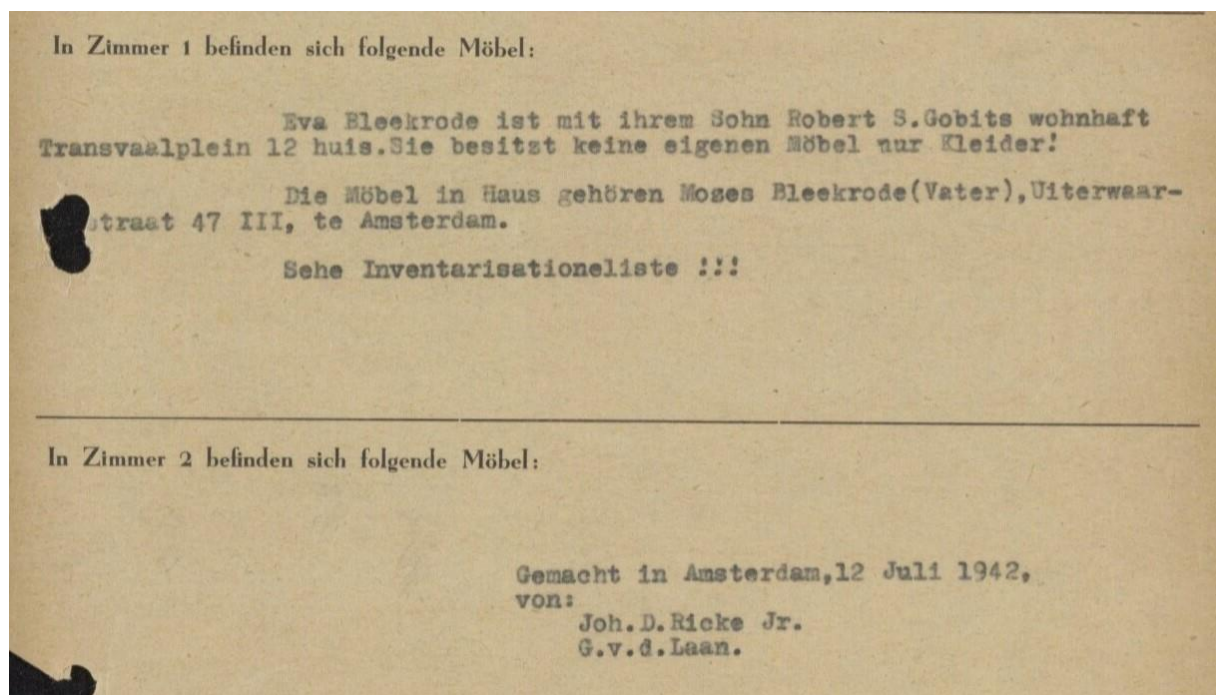 In Zimmer 1 befinden sich folgende Möbel:
Eva Bleekrode ist mit ihrem Sohn Robert S.Gobits wohnhaft
Transvaalplein 12 huis.Sie besitzt keine eigenen Möbel nur Kleider!
Die Möbel in Haus gehören Moses Bleekrode(Vater),Uiterwaar-
traat 47 III, te Amsterdam.
Sehe Inventarisationeliste !!!
In Zimmer 2 befinden sich folgende Möbel:
Gemacht in Amsterdam,12 Juli 1942,
von:
Joh.D.Ricke Jr.
G.v.d.Laan.